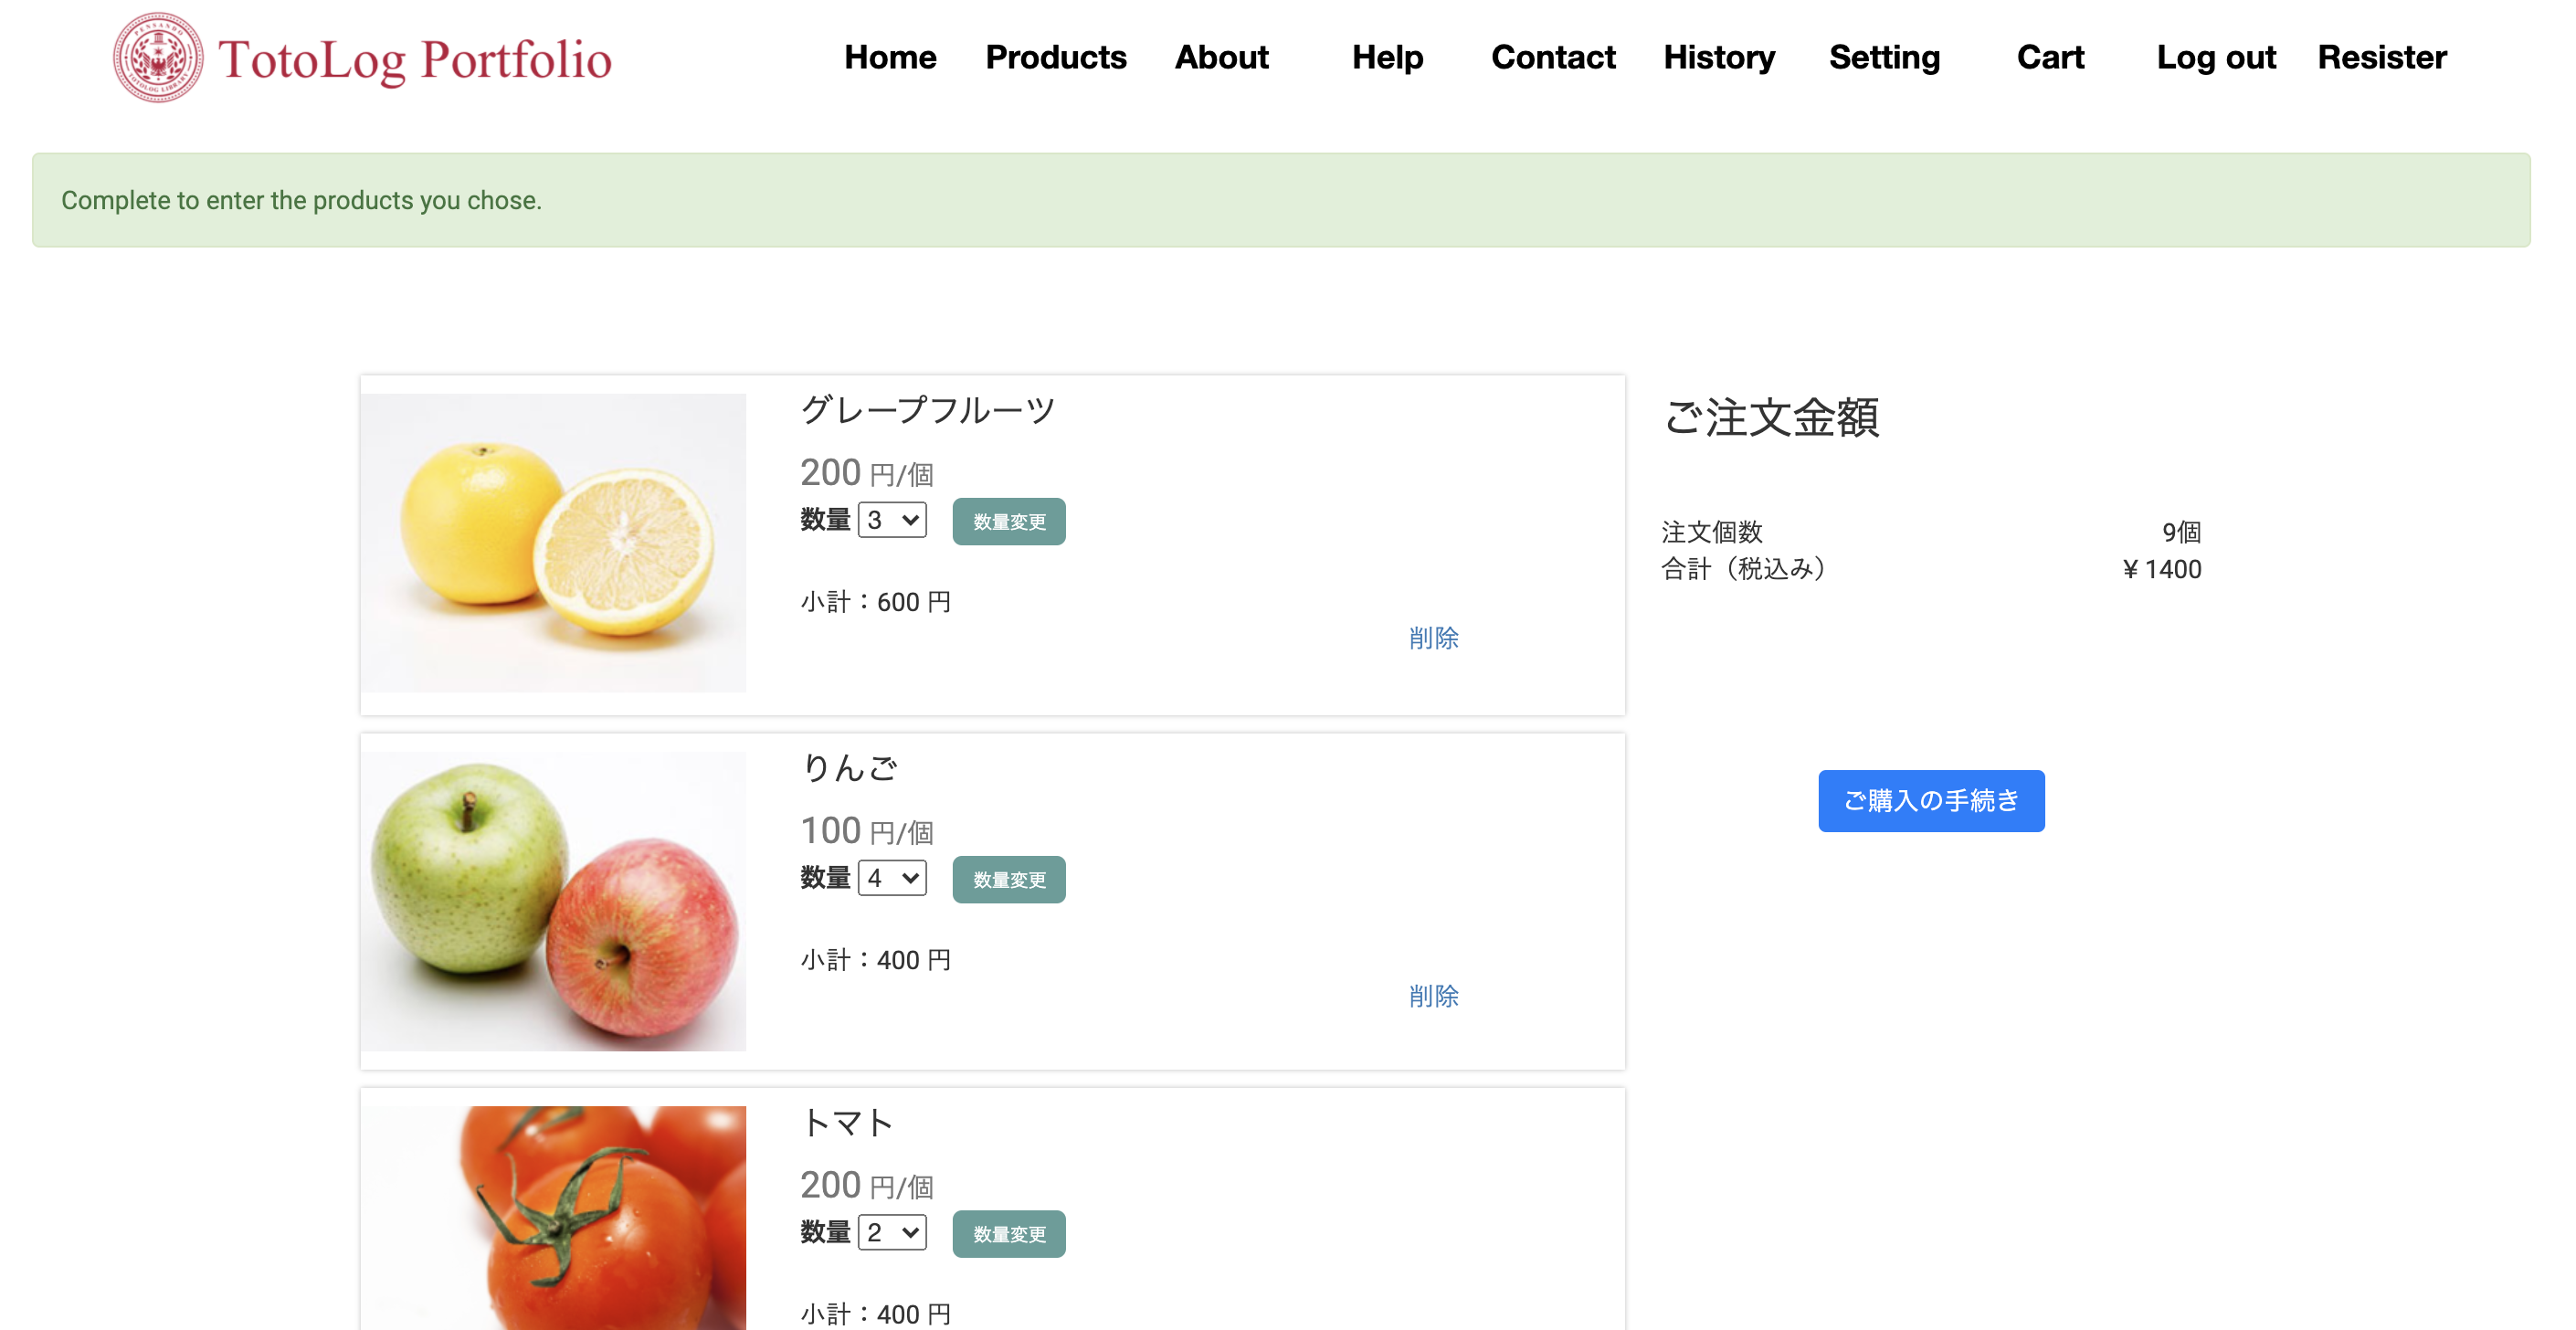 TotoLog Portfolio
Home Products About Help Contact History Setting Cart Log out Resister
Complete to enter the products you chose.
グレープフルーツ
200 円/個
数量 3 数量変更
小計：600 円
削除
りんご
100 円/個
数量 4 数量変更
小計：400 円
削除
トマト
200 円/個
数量 2 数量変更
小計：400 円
ご注文金額
注文個数 9個
合計（税込み） ¥ 1400
ご購入の手続き